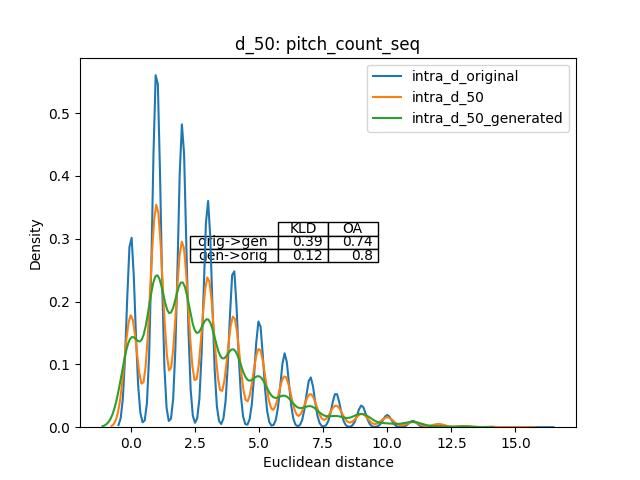 d_50: pitch_count_seq
intra_d_original
intra_d_50
intra_d_50_generated
KLD OA
orig->gen 0.39 0.74
gen->orig 0.12 0.8
Density
0.5
0.4
0.3
0.2
0.1
0.0
0.0 2.5 5.0 7.5 10.0 12.5 15.0
Euclidean distance